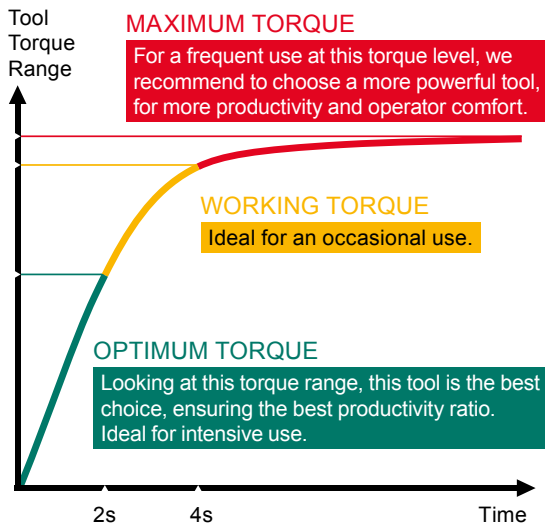 Tool
Torque
Range
MAXIMUM TORQUE
For a frequent use at this torque level, we
recommend to choose a more powerful tool,
for more productivity and operator comfort.
WORKING TORQUE
Ideal for an occasional use.
OPTIMUM TORQUE
Looking at this torque range, this tool is the best
choice, ensuring the best productivity ratio.
Ideal for intensive use.
2s
4s
Time